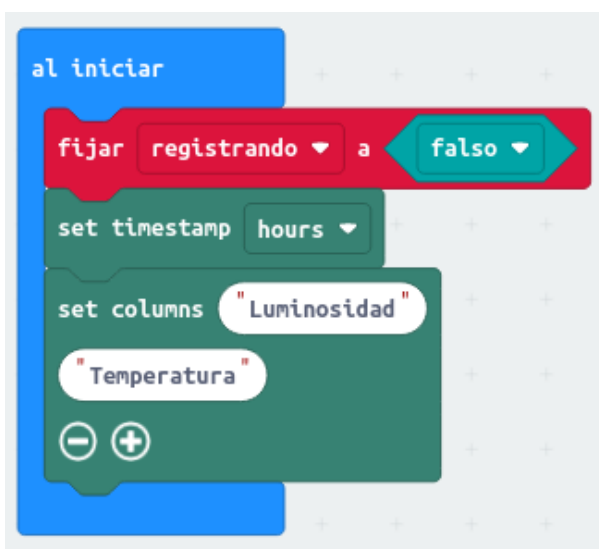 al iniciar
fijar registrando a falso
set timestamp hours
set columns "Luminosidad"
"Temperatura"